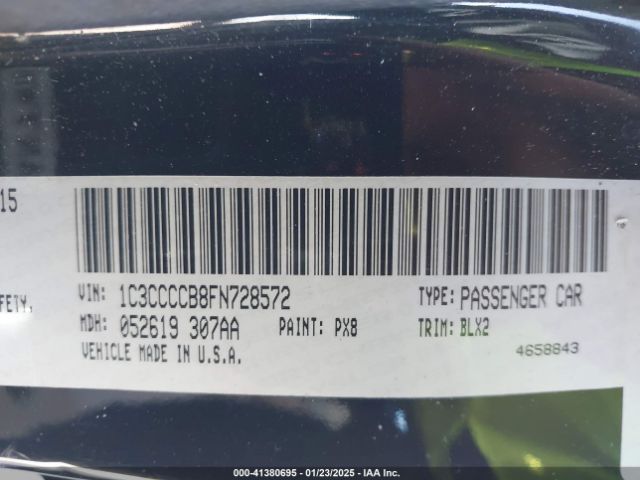 15
VIN: 1C3CCCCB8FN728572
TYPE: PASSENGER CAR
FETY,
MDH: 052619 307AA
PAINT: PX8
TRIM: BLX2
VEHICLE MADE IN U.S.A.
4658843
000-41380695 - 01/23/2025 - IAA Inc.